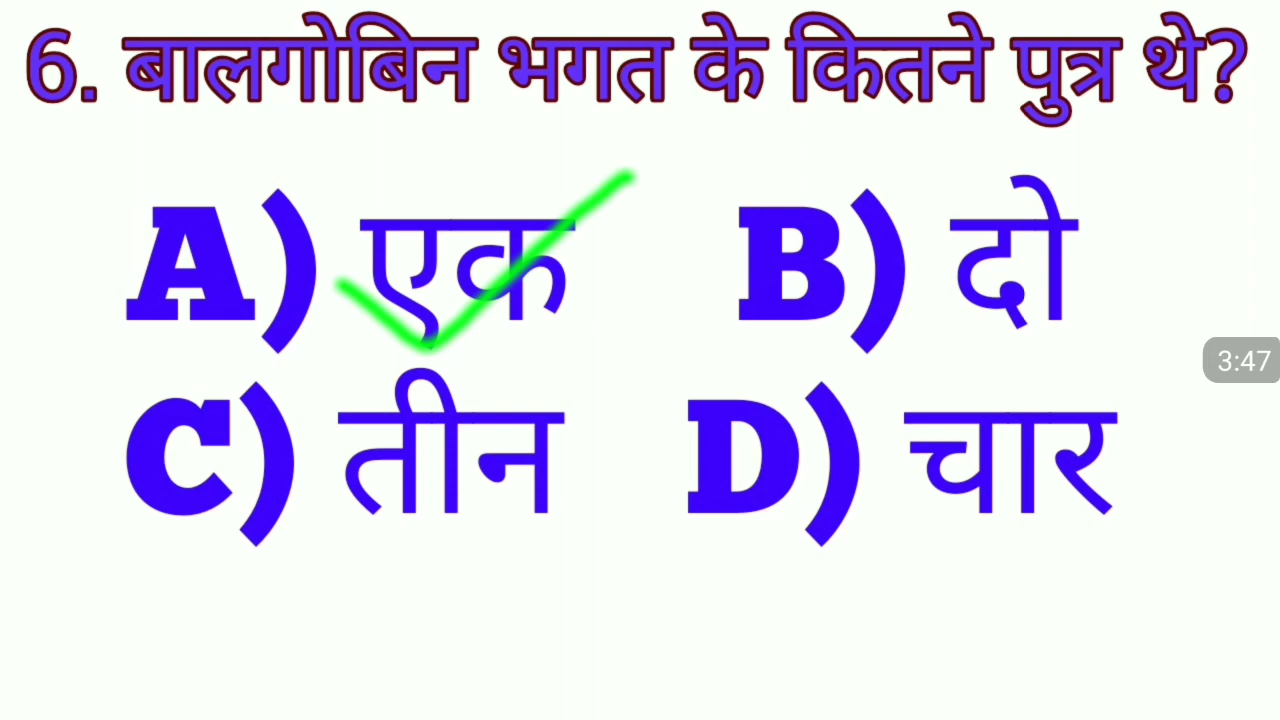 6. बालगोबिन भगत के कितने पुत्र थे?
A) एक B) दो
3:47
C) तीन D) चार